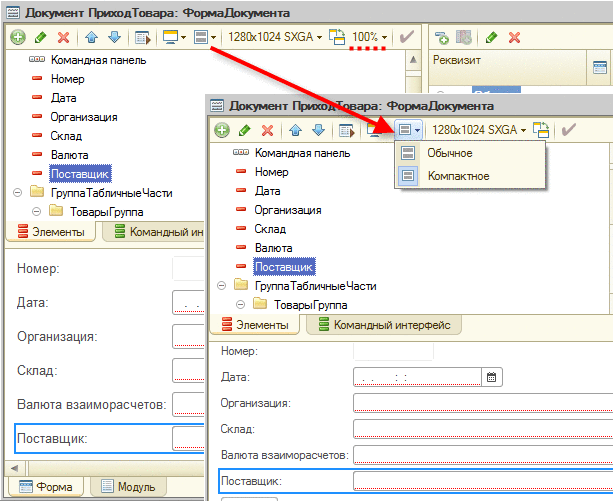 Документ ПриходТовара: ФормаДокумента
1280x1024 SXGA
100%
Командная панель
Номер
Дата
Организация
Склад
Валюта
Поставщик
ГруппаТабличныеЧасти
ТоварыГруппа
Элементы
Командный ин
Номер:
Дата:
. .
Организация:
Склад:
Валюта взаиморасчетов:
Поставщик:
Форма
Модуль
Реквизит
Документ ПриходТовара: ФормаДокумента
1280x1024 SXGA
Обычное
Компактное
Командная панель
Номер
Дата
Организация
Склад
Валюта
Поставщик
ГруппаТабличныеЧасти
ТоварыГруппа
Элементы
Командный интерфейс
Номер:
Дата:
. . : :
Организация:
Склад:
Валюта взаиморасчетов:
Поставщик: